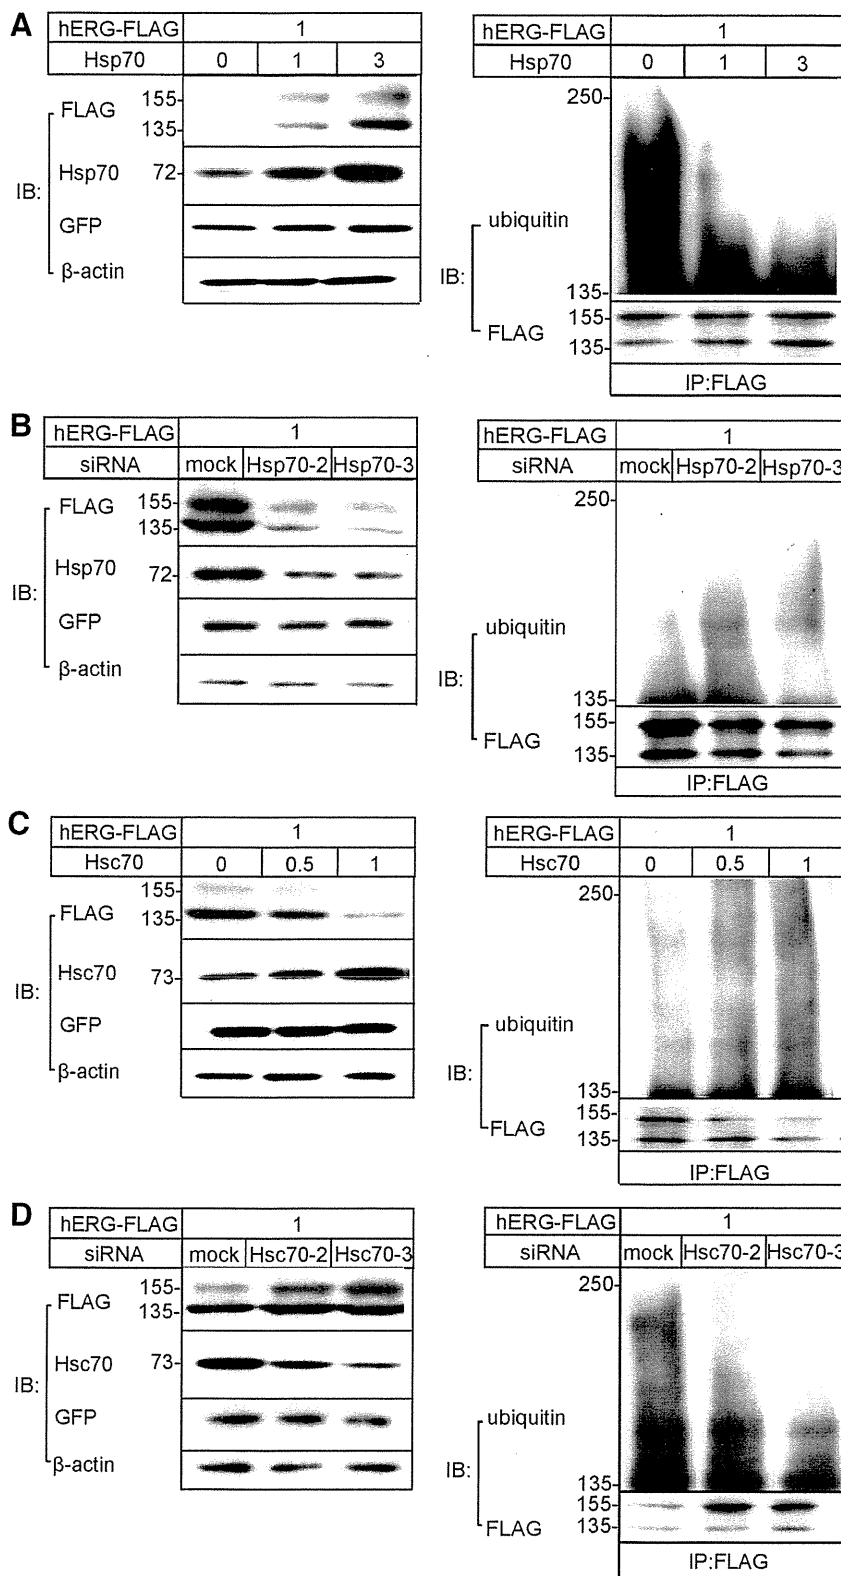 A
hERG-FLAG 1
Hsp70 0 1 3
FLAG 155-
135-
Hsp70 72-
IB:
GFP
β-actin
hERG-FLAG 1
Hsp70 0 1 3
250-
ubiquitin
IB:
135-
FLAG 155-
135-
IP:FLAG
B
hERG-FLAG 1
siRNA mock Hsp70-2 Hsp70-3
FLAG 155-
135-
Hsp70 72-
IB:
GFP
β-actin
hERG-FLAG 1
siRNA mock Hsp70-2 Hsp70-3
250-
ubiquitin
IB:
135-
155-
FLAG
135-
IP:FLAG
C
hERG-FLAG 1
Hsc70 0 0.5 1
155-
FLAG 135-
Hsc70 73-
IB:
GFP
β-actin
hERG-FLAG 1
Hsc70 0 0.5 1
250-
ubiquitin
IB:
135-
155-
FLAG
135-
IP:FLAG
D
hERG-FLAG 1
siRNA mock Hsc70-2 Hsc70-3
155-
FLAG
135-
Hsc70 73-
IB:
GFP
β-actin
hERG-FLAG 1
siRNA mock Hsc70-2 Hsc70-3
250-
ubiquitin
IB:
135-
155-
FLAG 135-
IP:FLAG